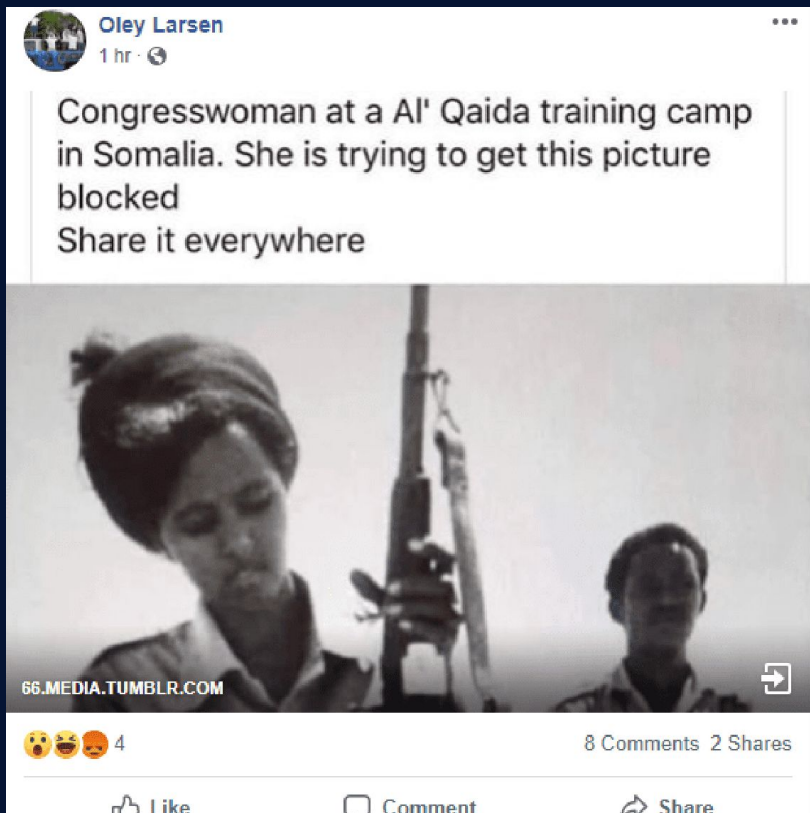 Oley Larsen
1 hr ·
Congresswoman at a Al' Qaida training camp
in Somalia. She is trying to get this picture
blocked
Share it everywhere
66.MEDIA.TUMBLR.COM
4
8 Comments 2 Shares
Like Comment Share